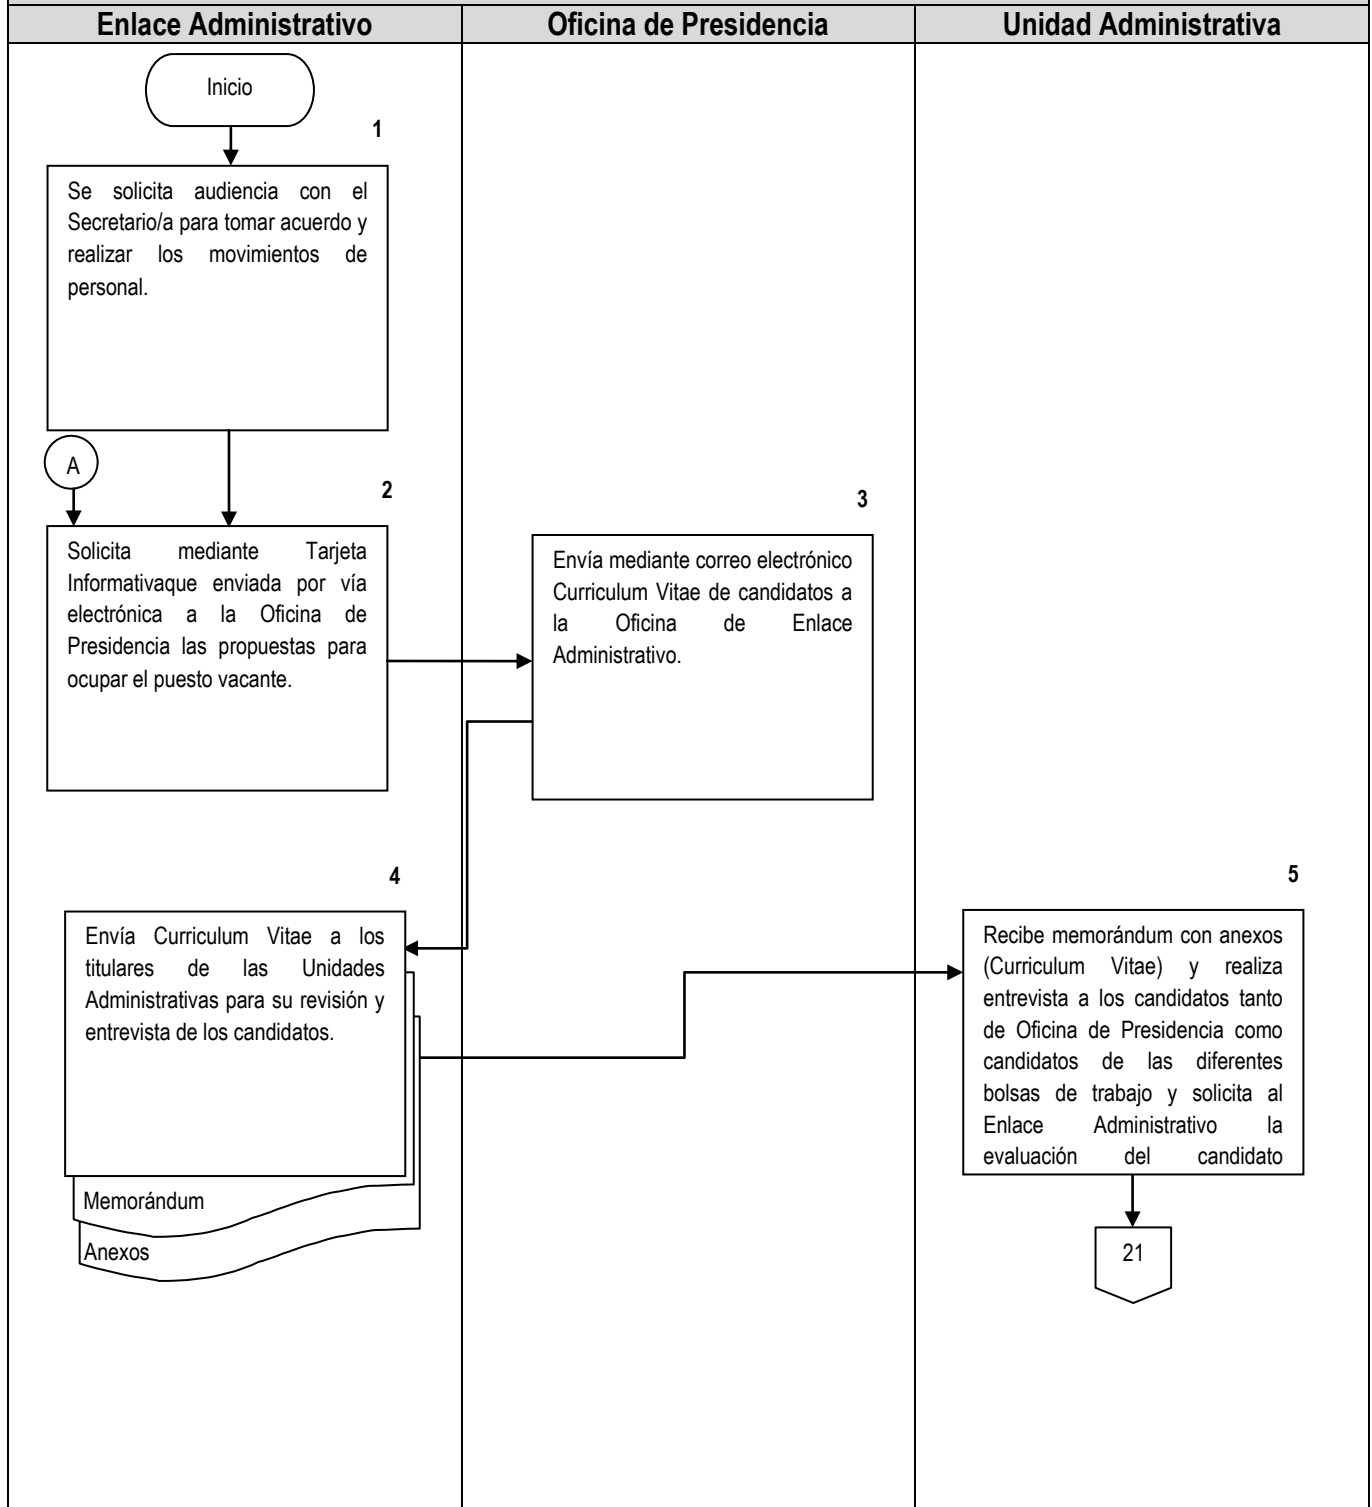 Enlace Administrativo
Oficina de Presidencia
Unidad Administrativa
Inicio
1
Se solicita audiencia con el
Secretario/a para tomar acuerdo y
realizar los movimientos de
personal.
A
2
Solicita mediante Tarjeta
Informativaque enviada por vía
electrónica a la Oficina de
Presidencia las propuestas para
ocupar el puesto vacante.
3
Envía mediante correo electrónico
Curriculum Vitae de candidatos a
la Oficina de Enlace
Administrativo.
4
Envía Curriculum Vitae a los
titulares de las Unidades
Administrativas para su revisión y
entrevista de los candidatos.
Memorándum
Anexos
5
Recibe memorándum con anexos
(Curriculum Vitae) y realiza
entrevista a los candidatos tanto
de Oficina de Presidencia como
candidatos de las diferentes
bolsas de trabajo y solicita al
Enlace Administrativo la
evaluación del candidato
21